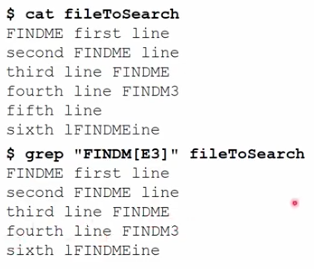 $ cat fileToSearch
FINDME first line
second FINDME line
third line FINDME
fourth line FINDM3
fifth line
sixth lFINDMEine
$ grep "FINDM[E3]" fileToSearch
FINDME first line
second FINDME line
third line FINDME
fourth line FINDM3
sixth lFINDMEine